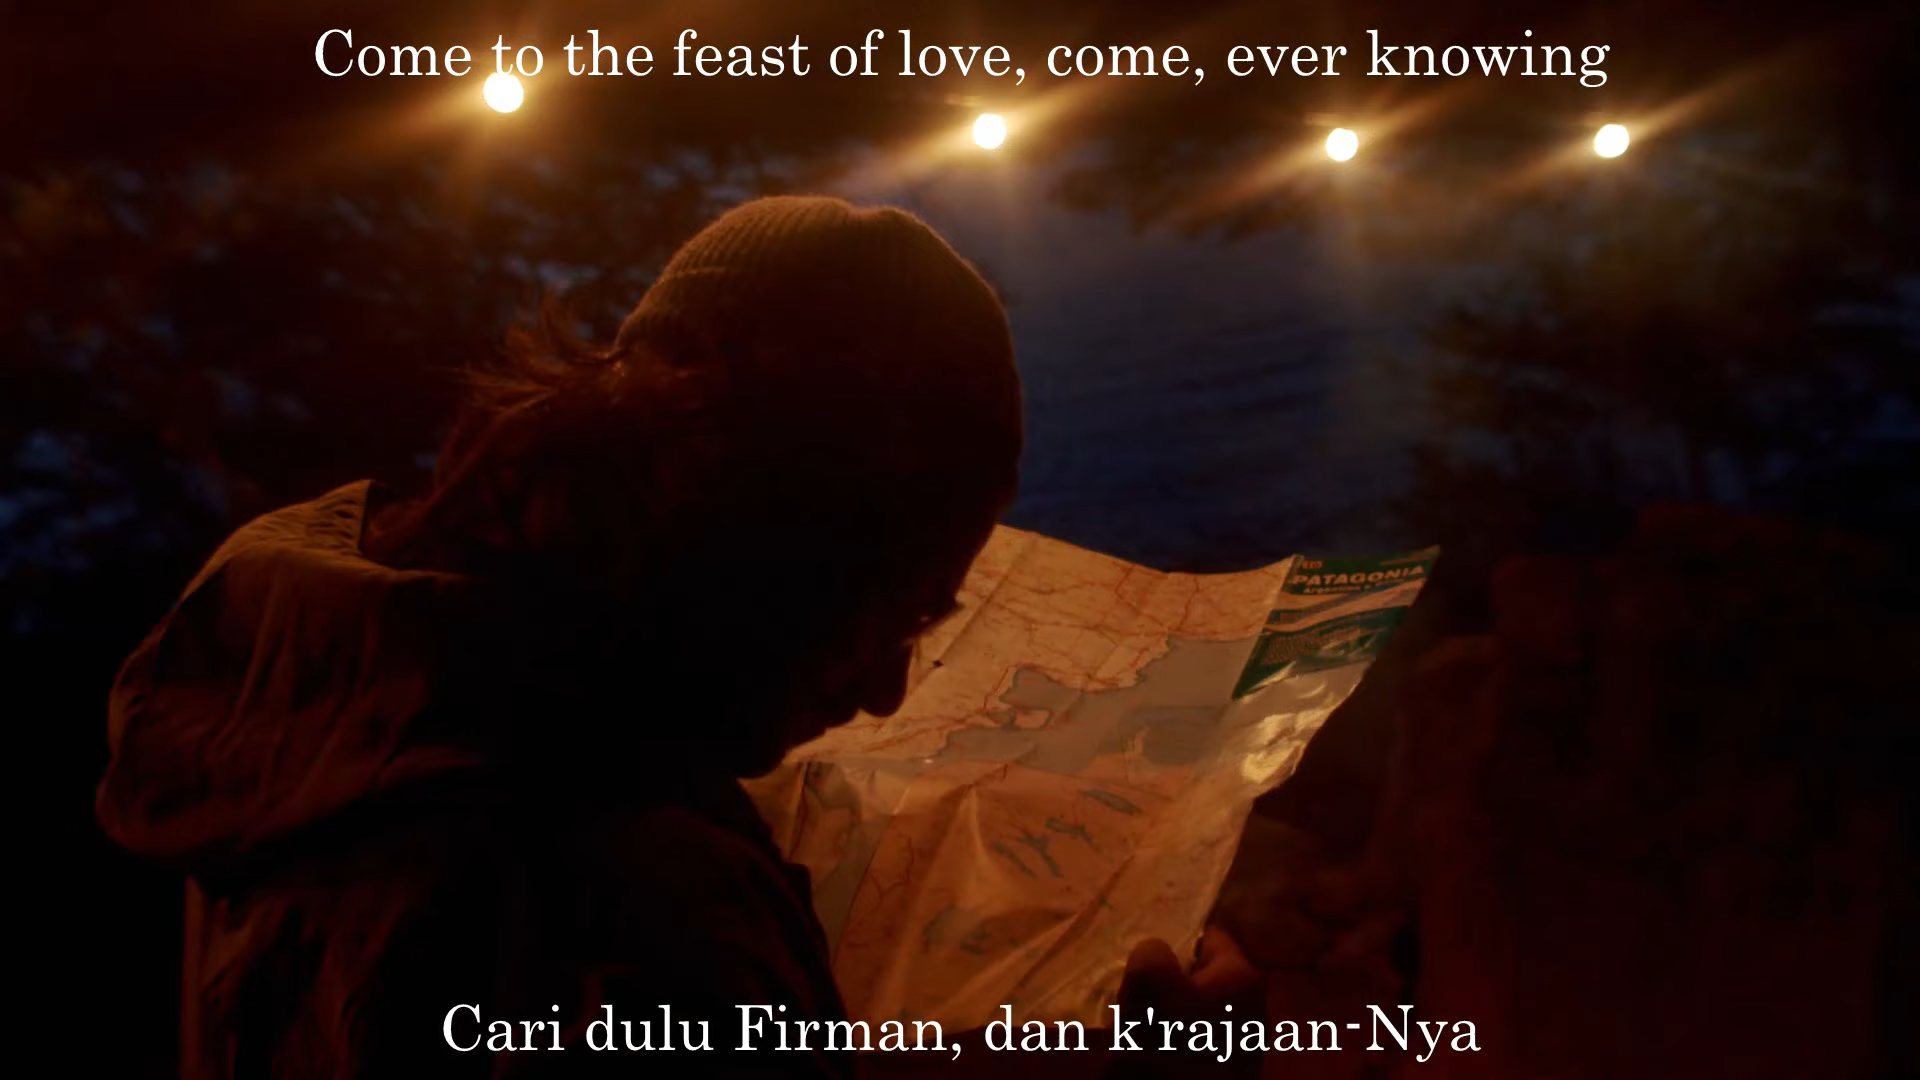 Come to the feast of love, come, ever knowing
PATAGONIA
Cari dulu Firman, dan k'rajaan-Nya